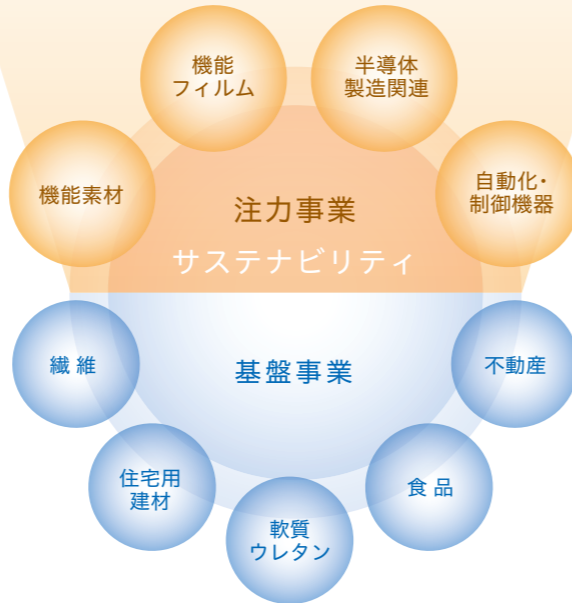 機能
フィルム
半導体
製造関連
機能素材
自動化・
制御機器
注力事業
サステナビリティ
基盤事業
繊 維
不動産
住宅用
建材
食 品
軟質
ウレタン